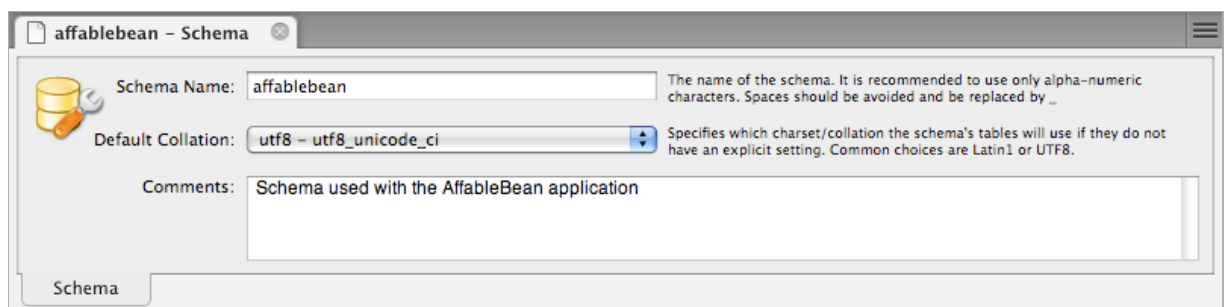 affablebean – Schema
Schema Name:
affablebean
The name of the schema. It is recommended to use only alpha-numeric
characters. Spaces should be avoided and be replaced by _
Default Collation:
utf8 – utf8_unicode_ci
Specifies which charset/collation the schema's tables will use if they do not
have an explicit setting. Common choices are Latin1 or UTF8.
Comments:
Schema used with the AffableBean application
Schema